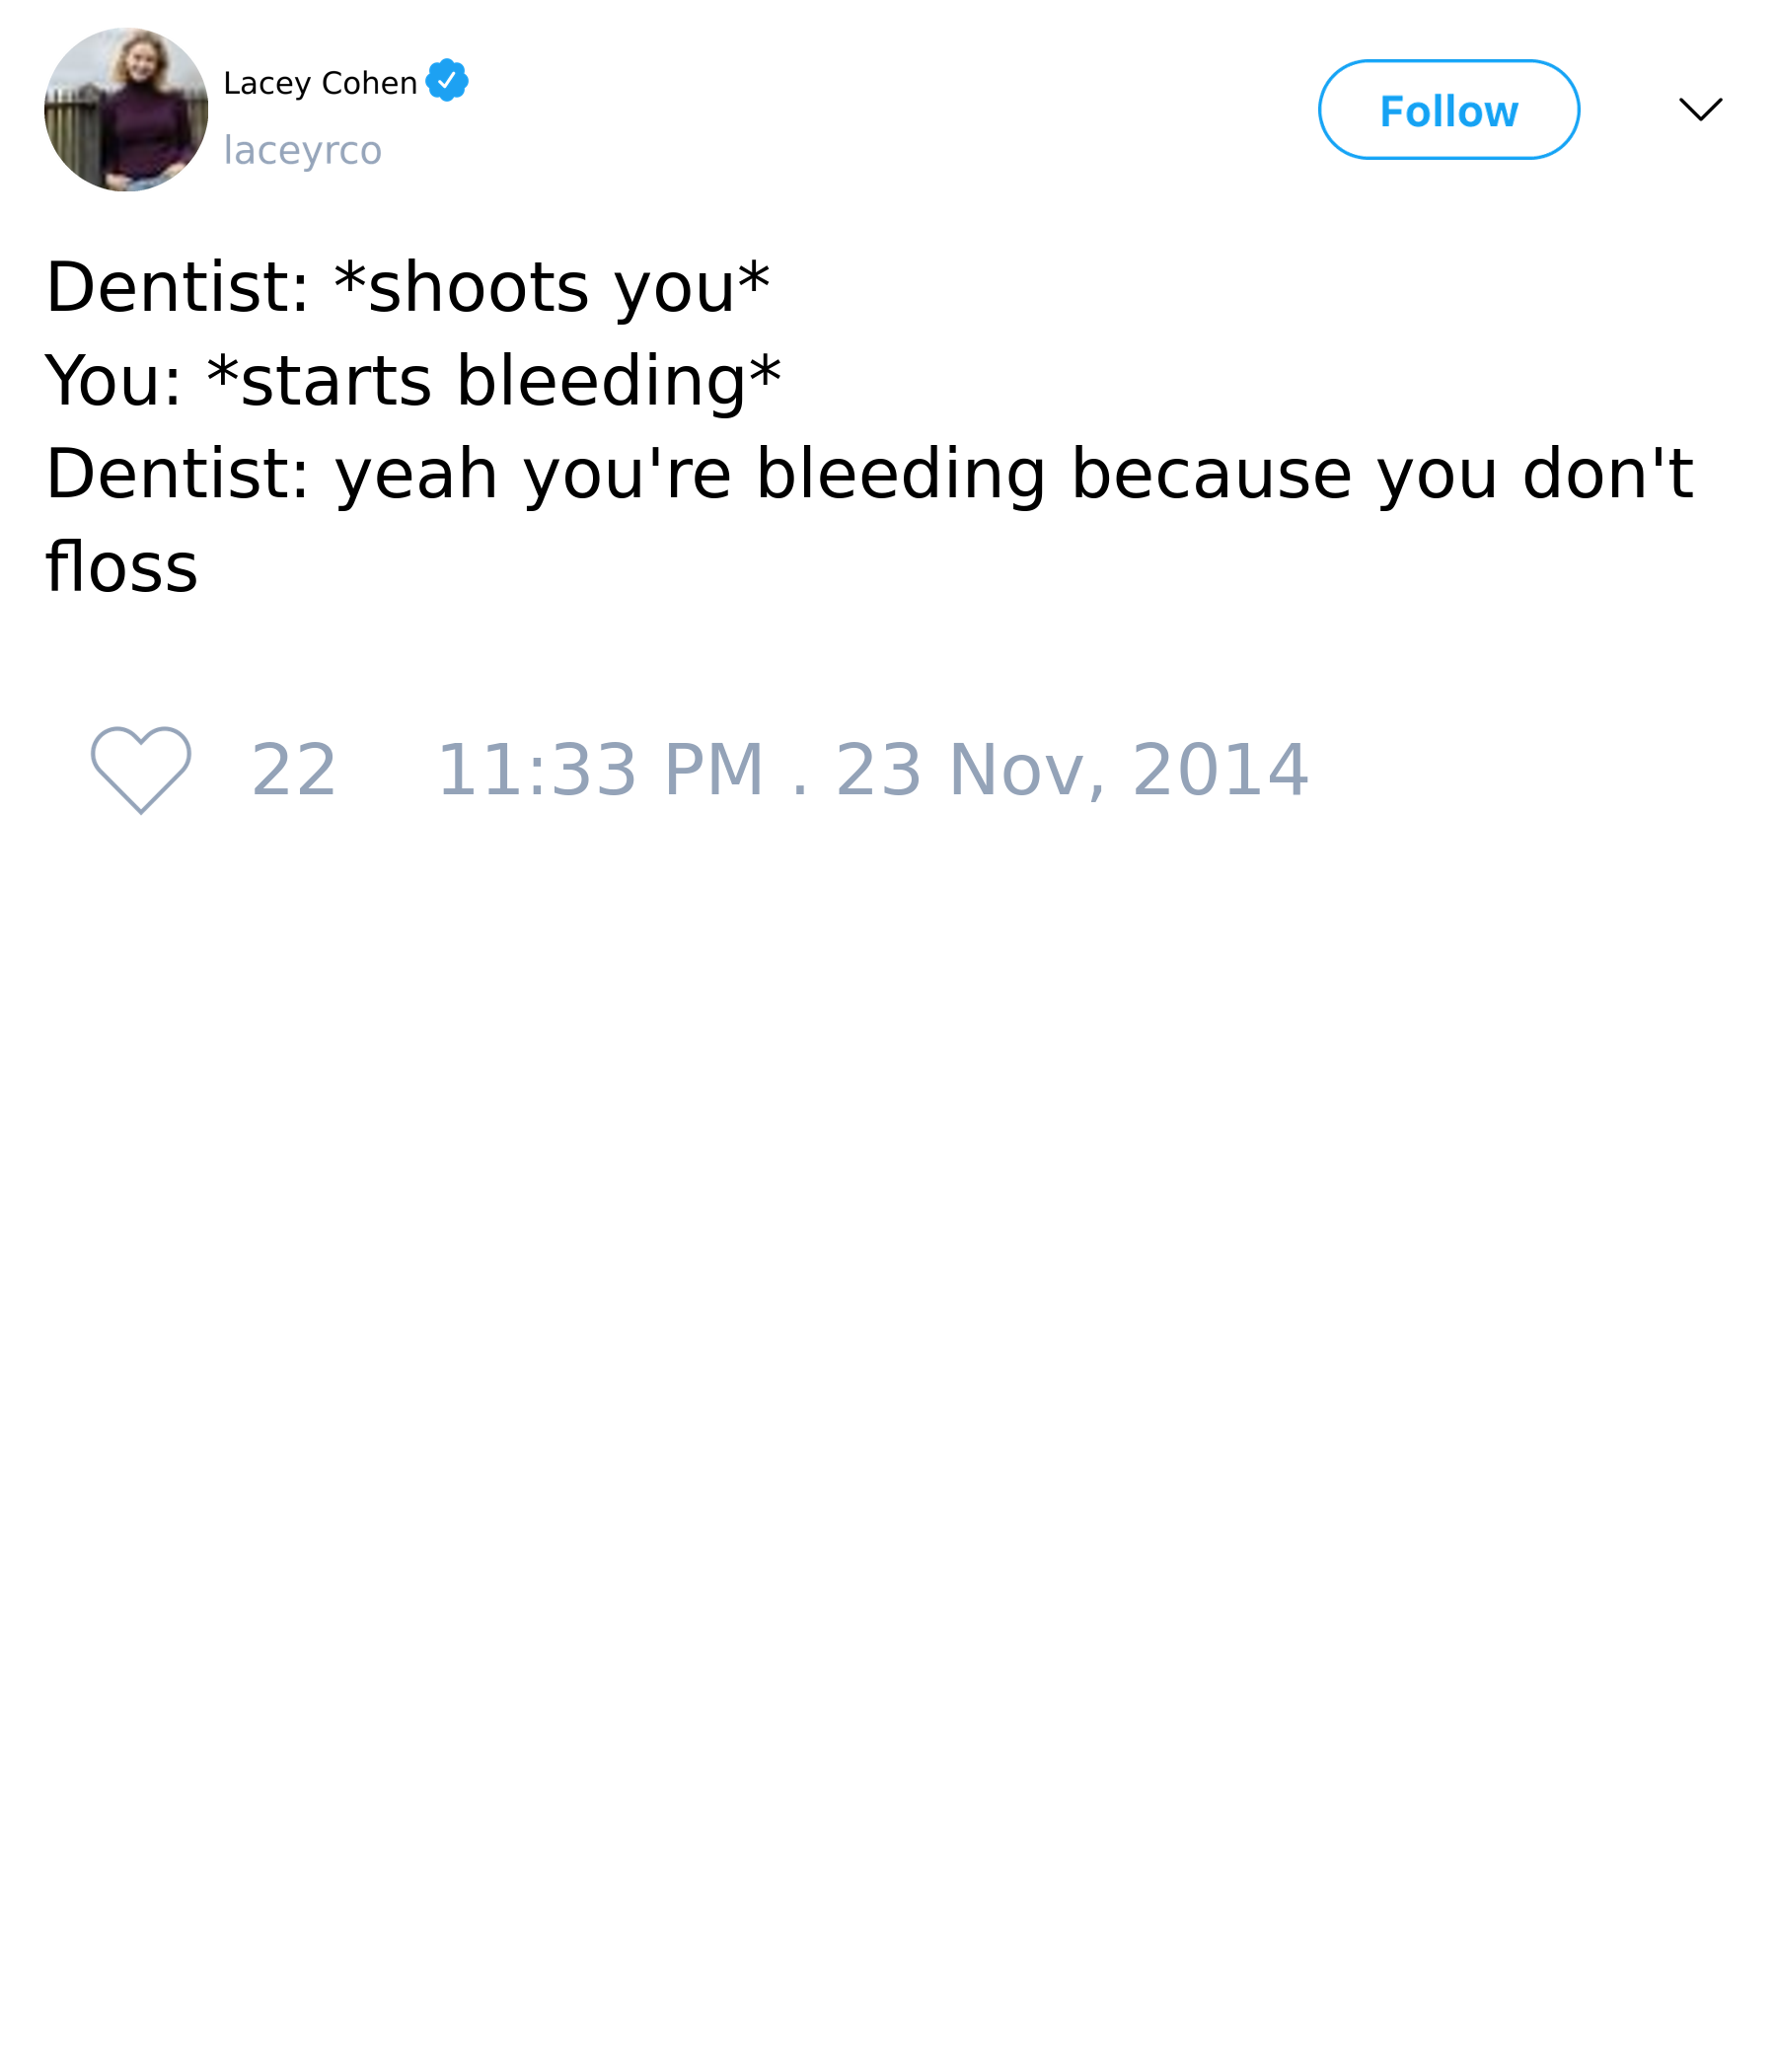 Lacey Cohen
laceyrco
Follow
Dentist: *shoots you*
You: *starts bleeding*
Dentist: yeah you're bleeding because you don't
floss
22 11:33 PM . 23 Nov, 2014